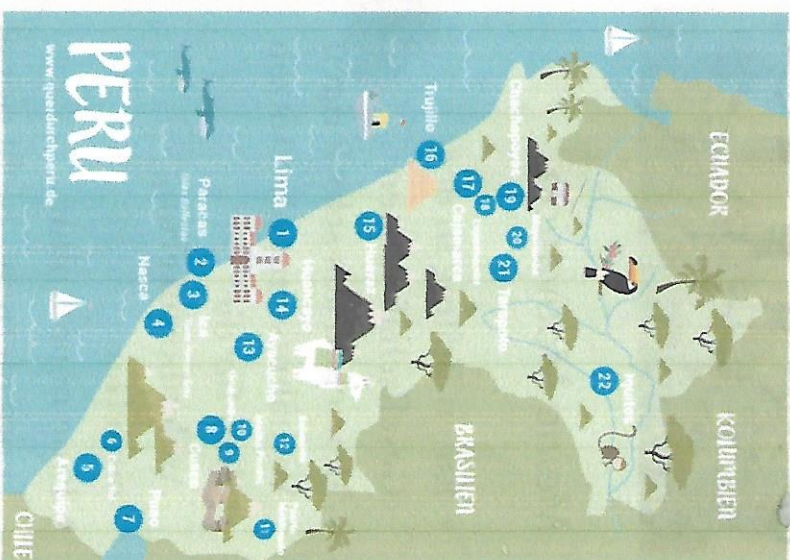 PERU
www.querdurchperu.de
ECUADOR
KOLUMBIEN
BRASILIEN
CHILE
Chachapoyas
Trujillo
Cajamarca
Tarapoto
Lima
Paracas
Nasca
Ica
Huancayo
Ayacucho
Cusco
Puno
Arequipa
Iquitos
1
2
3
4
5
6
7
8
9
10
11
12
13
14
15
16
17
18
19
20
21
22